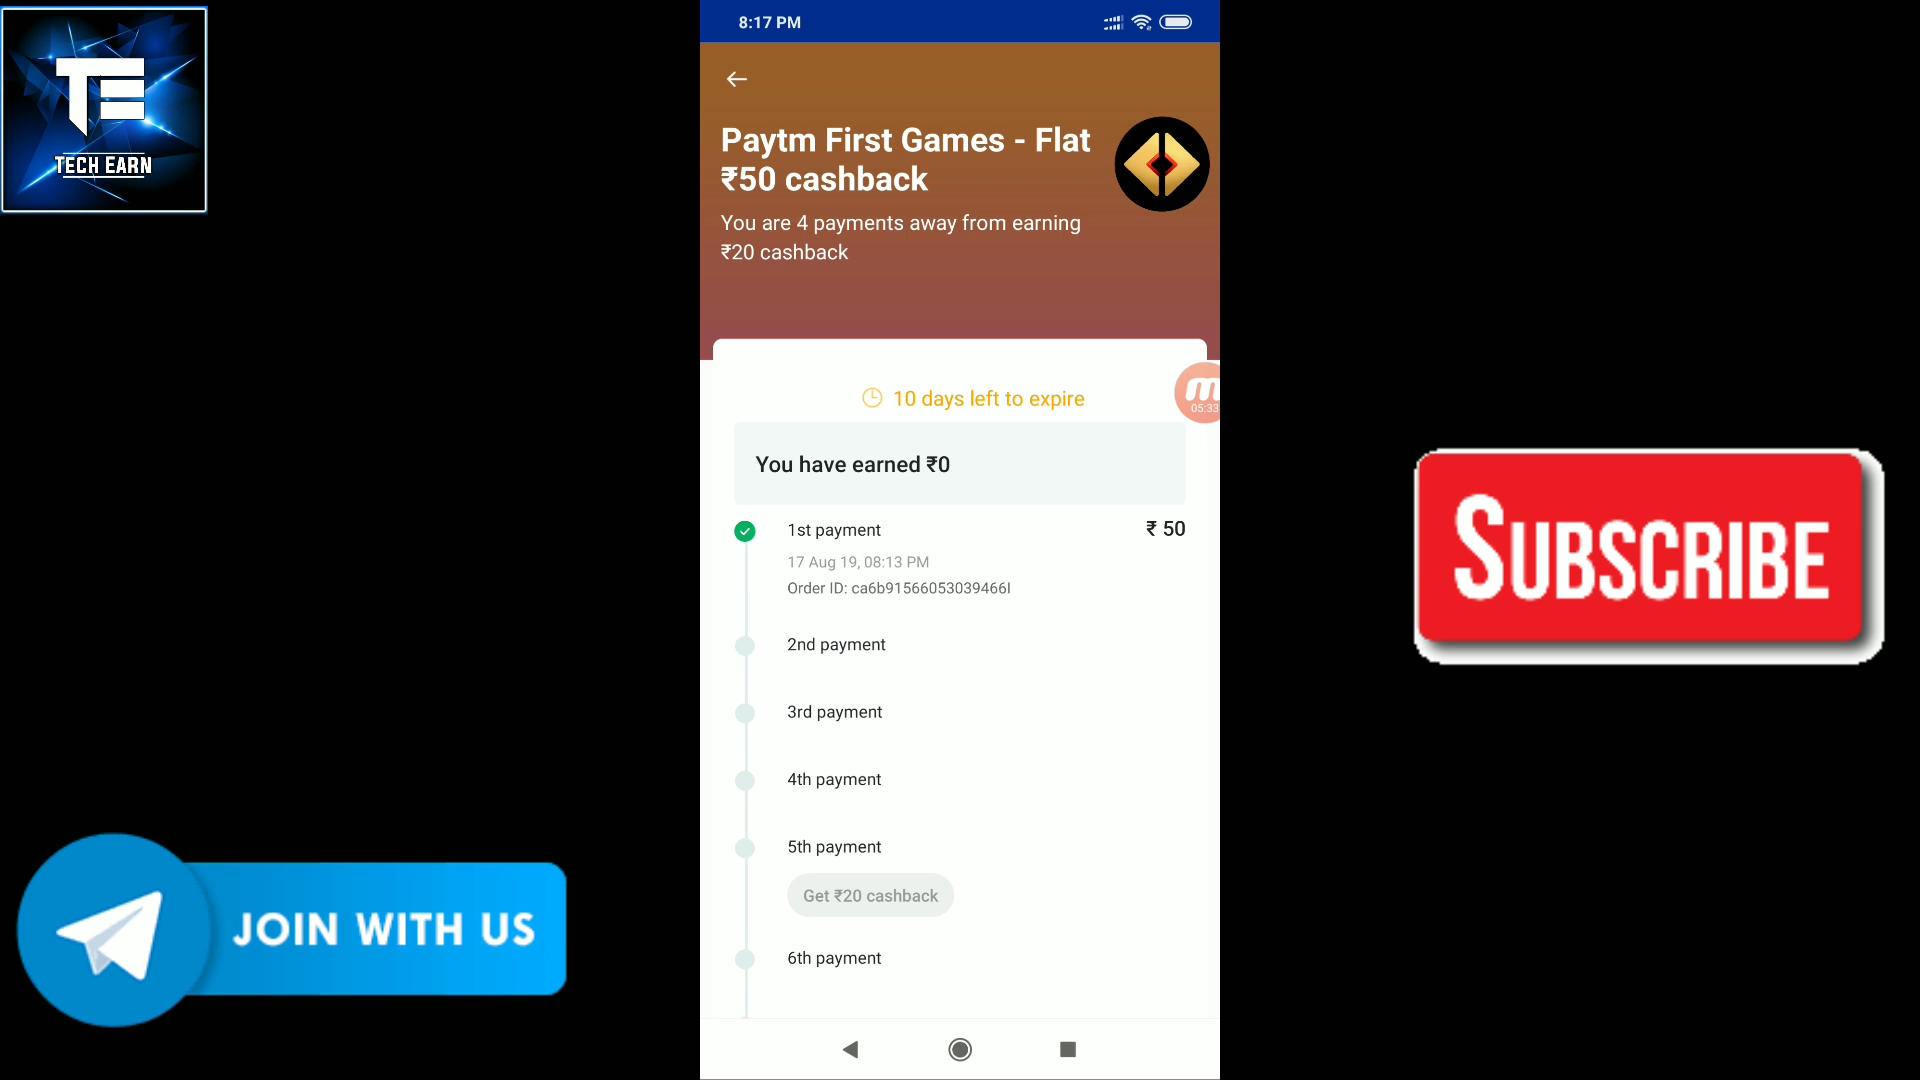 TE
TECH EARN
8:17 PM
Paytm First Games - Flat
₹50 cashback
You are 4 payments away from earning
₹20 cashback
10 days left to expire
m
05:33
You have earned ₹0
1st payment
₹ 50
17 Aug 19, 08:13 PM
Order ID: ca6b91566053039466I
2nd payment
3rd payment
4th payment
5th payment
Get ₹20 cashback
6th payment
SUBSCRIBE
JOIN WITH US